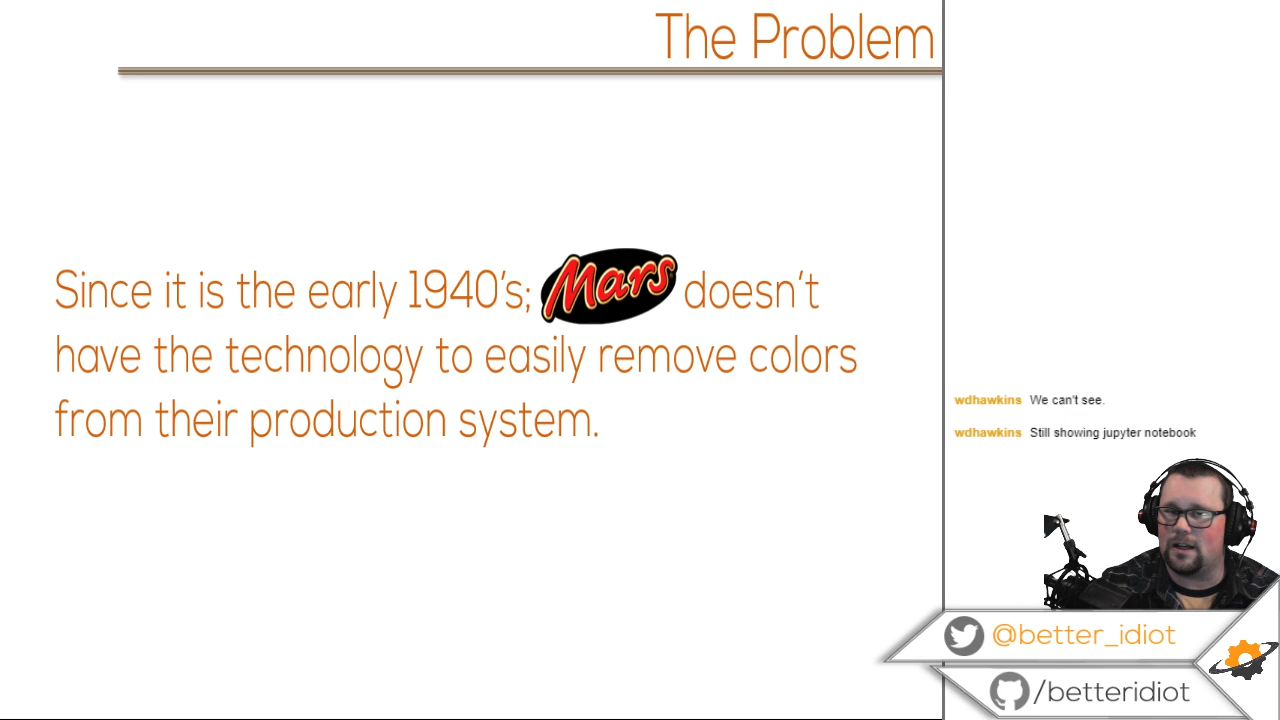 The Problem
Since it is the early 1940's; Mars doesn't
have the technology to easily remove colors
from their production system.
wdhawkins We can't see.
wdhawkins Still showing jupyter notebook
@better_idiot
/betteridiot